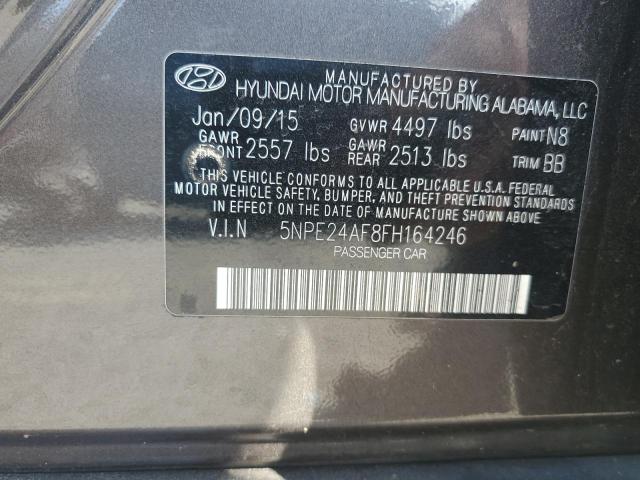 MANUFACTURED BY
HYUNDAI MOTOR MANUFACTURING ALABAMA, LLC
Jan/09/15 GVWR 4497 lbs PAINT N8
GAWR FRONT 2557 lbs GAWR REAR 2513 lbs TRIM BB
THIS VEHICLE CONFORMS TO ALL APPLICABLE U.S.A. FEDERAL
MOTOR VEHICLE SAFETY, BUMPER, AND THEFT PREVENTION STANDARDS
IN EFFECT ON THE DATE OF MANUFACTURE SHOWN ABOVE
V.I.N 5NPE24AF8FH164246
PASSENGER CAR